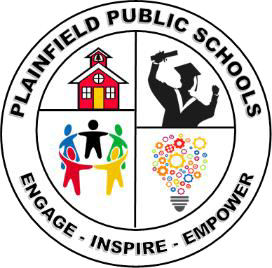 PLAINFIELD PUBLIC SCHOOLS
ENGAGE - INSPIRE - EMPOWER